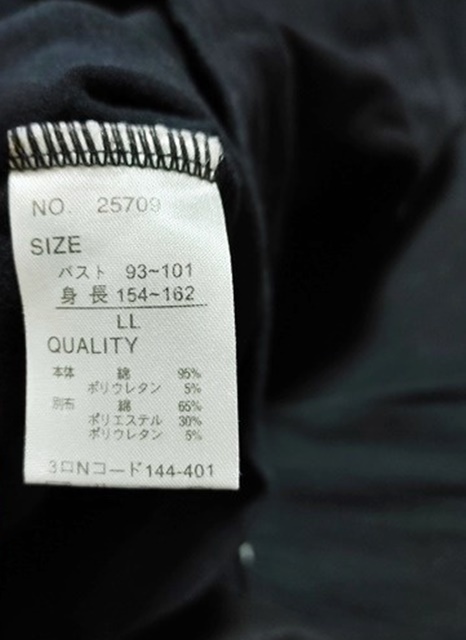 NO. 25709
SIZE
バスト 93~101
身長 154~162
LL
QUALITY
本体 綿 95%
ポリウレタン 5%
別布 綿 65%
ポリエステル 30%
ポリウレタン 5%
3ロNコード144-401